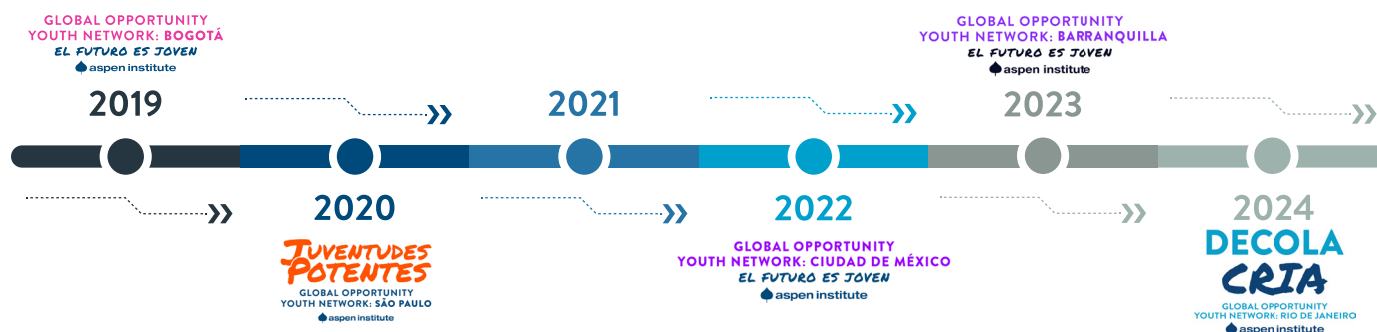 GLOBAL OPPORTUNITY
YOUTH NETWORK: BOGOTÁ
EL FUTURO ES JOVEN
aspen institute
2019
2020
JUVENTUDES
POTENTES
GLOBAL OPPORTUNITY
YOUTH NETWORK: SÃO PAULO
aspen institute
2021
2022
GLOBAL OPPORTUNITY
YOUTH NETWORK: CIUDAD DE MÉXICO
EL FUTURO ES JOVEN
aspen institute
GLOBAL OPPORTUNITY
YOUTH NETWORK: BARRANQUILLA
EL FUTURO ES JOVEN
aspen institute
2023
2024
DECOLA
CRIA
GLOBAL OPPORTUNITY
YOUTH NETWORK: RIO DE JANEIRO
aspen institute